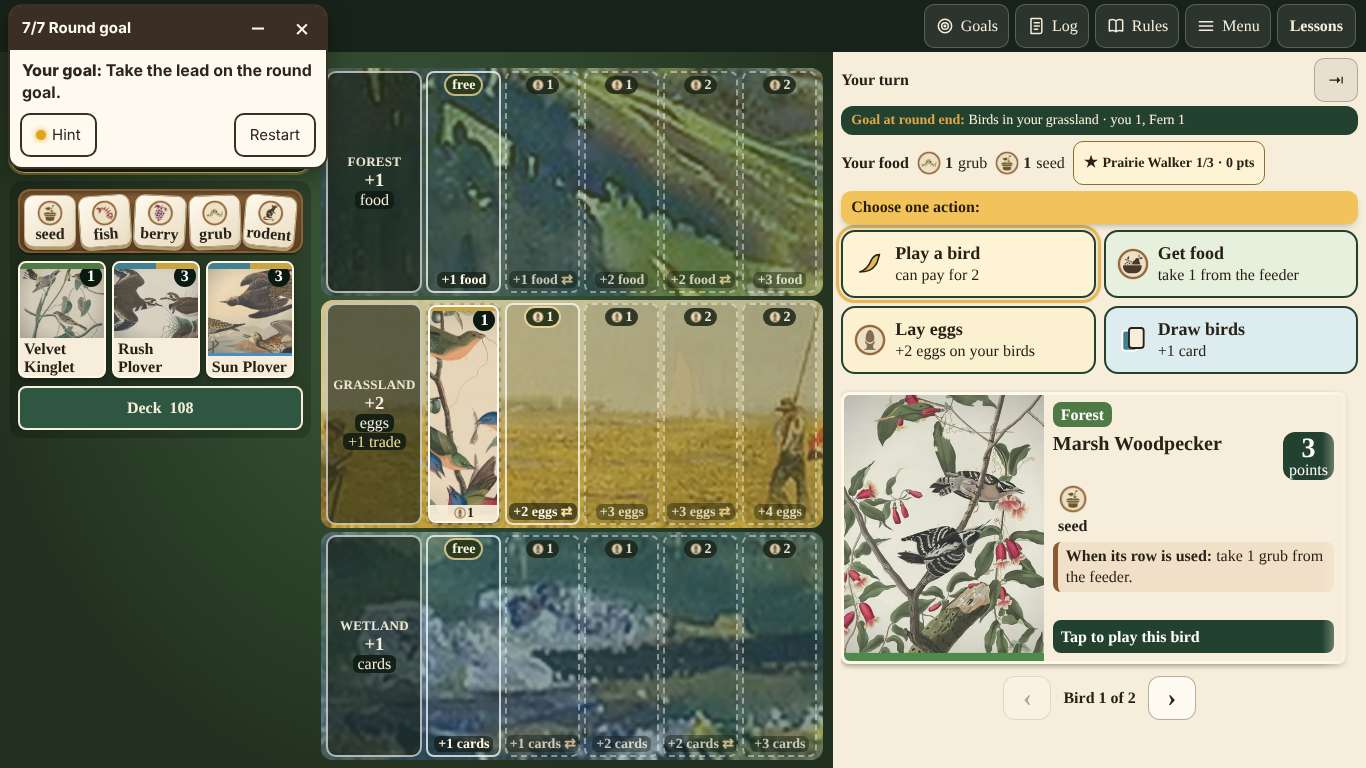 7/7 Round goal
Your goal: Take the lead on the round
goal.
Hint
Restart
Goals
Log
Rules
Menu
Lessons
seed
fish
berry
grub
rodent
1
Velvet
Kinglet
3
Rush
Plover
3
Sun Plover
Deck 108
FOREST
+1
food
free
+1 food
1
+1 food ⇄
1
+2 food
2
+2 food ⇄
2
+3 food
GRASSLAND
+2
eggs
+1 trade
1
1
1
+2 eggs ⇄
1
+3 eggs
2
+3 eggs ⇄
2
+4 eggs
WETLAND
+1
cards
free
+1 cards
1
+1 cards ⇄
1
+2 cards
2
+2 cards ⇄
2
+3 cards
Your turn
Goal at round end: Birds in your grassland · you 1, Fern 1
Your food 1 grub 1 seed
★ Prairie Walker 1/3 · 0 pts
Choose one action:
Play a bird
can pay for 2
Get food
take 1 from the feeder
Lay eggs
+2 eggs on your birds
Draw birds
+1 card
Forest
Marsh Woodpecker
3
points
seed
When its row is used: take 1 grub from
the feeder.
Tap to play this bird
‹ Bird 1 of 2 ›